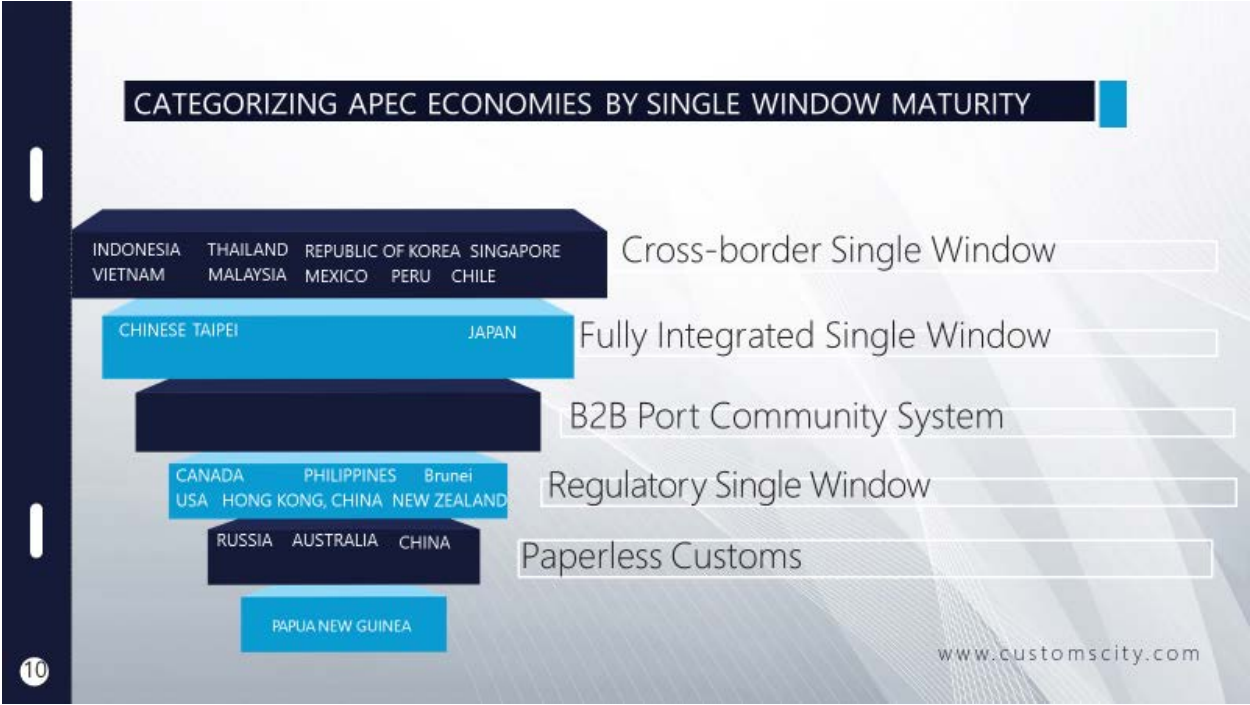 CATEGORIZING APEC ECONOMIES BY SINGLE WINDOW MATURITY
INDONESIA THAILAND REPUBLIC OF KOREA SINGAPORE
VIETNAM MALAYSIA MEXICO PERU CHILE
Cross-border Single Window
CHINESE TAIPEI JAPAN
Fully Integrated Single Window
B2B Port Community System
CANADA PHILIPPINES Brunei
USA HONG KONG, CHINA NEW ZEALAND
Regulatory Single Window
RUSSIA AUSTRALIA CHINA
Paperless Customs
PAPUA NEW GUINEA
www.customscity.com
10